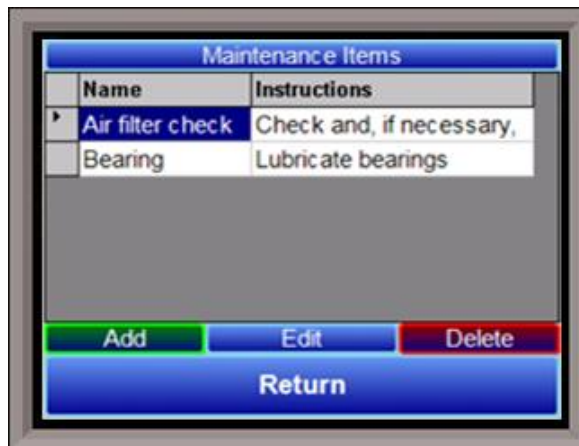 Maintenance Items
Name Instructions
Air filter check Check and, if necessary,
Bearing Lubricate bearings
Add Edit Delete
Return